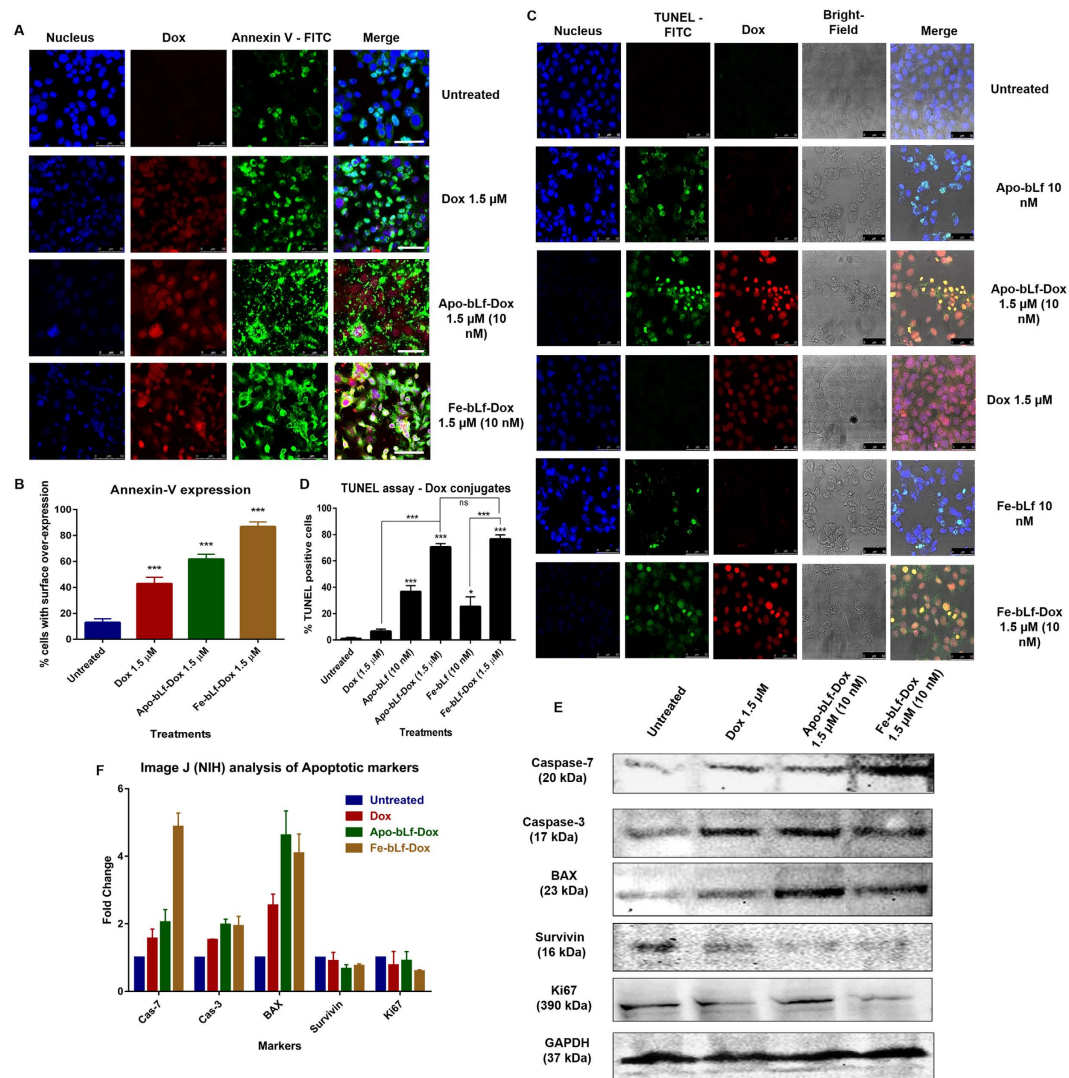 A
Nucleus Dox Annexin V - FITC Merge
Untreated
Dox 1.5 µM
Apo-bLf-Dox
1.5 µM (10
nM)
Fe-bLf-Dox
1.5 µM (10 nM)
B
Annexin-V expression
% cells with surface over-expression
100
80
60
40
20
0
***
***
***
Untreated
Dox 1.5 µM
Apo-bLf-Dox 1.5 µM
Fe-bLf-Dox 1.5 µM
Treatments
C
Nucleus
TUNEL -
FITC
Dox
Bright-
Field
Merge
Untreated
Apo-bLf 10
nM
Apo-bLf-Dox
1.5 µM (10
nM)
Dox 1.5 µM
Fe-bLf 10
nM
Fe-bLf-Dox
1.5 µM (10
nM)
D
TUNEL assay - Dox conjugates
% TUNEL positive cells
100
80
60
40
20
0
ns
***
***
***
***
*
***
Untreated
Dox (1.5 µM)
Apo-bLf (10 nM)
Apo-bLf-Dox (1.5 µM)
Fe-bLf (10 nM)
Fe-bLf-Dox (1.5 µM)
Treatments
E
Untreated
Dox 1.5 µM
Apo-bLf-Dox
1.5 µM (10 nM)
Fe-bLf-Dox
1.5 µM (10 nM)
Caspase-7
(20 kDa)
Caspase-3
(17 kDa)
BAX
(23 kDa)
Survivin
(16 kDa)
Ki67
(390 kDa)
GAPDH
(37 kDa)
F
Image J (NIH) analysis of Apoptotic markers
Untreated
Dox
Apo-bLf-Dox
Fe-bLf-Dox
Fold Change
6
4
2
0
Cas-7
Cas-3
BAX
Survivin
Ki67
Markers